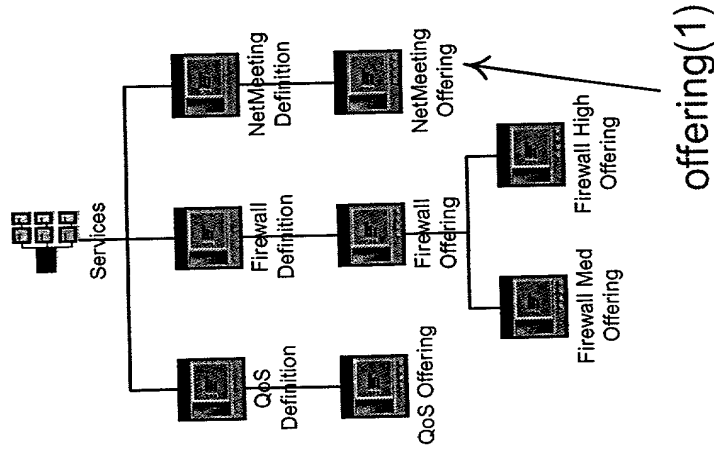 Services
QoS
Definition
Firewall
Definition
NetMeeting
Definition
QoS Offering
Firewall
Offering
NetMeeting
Offering
Firewall Med
Offering
Firewall High
Offering
offering(1)